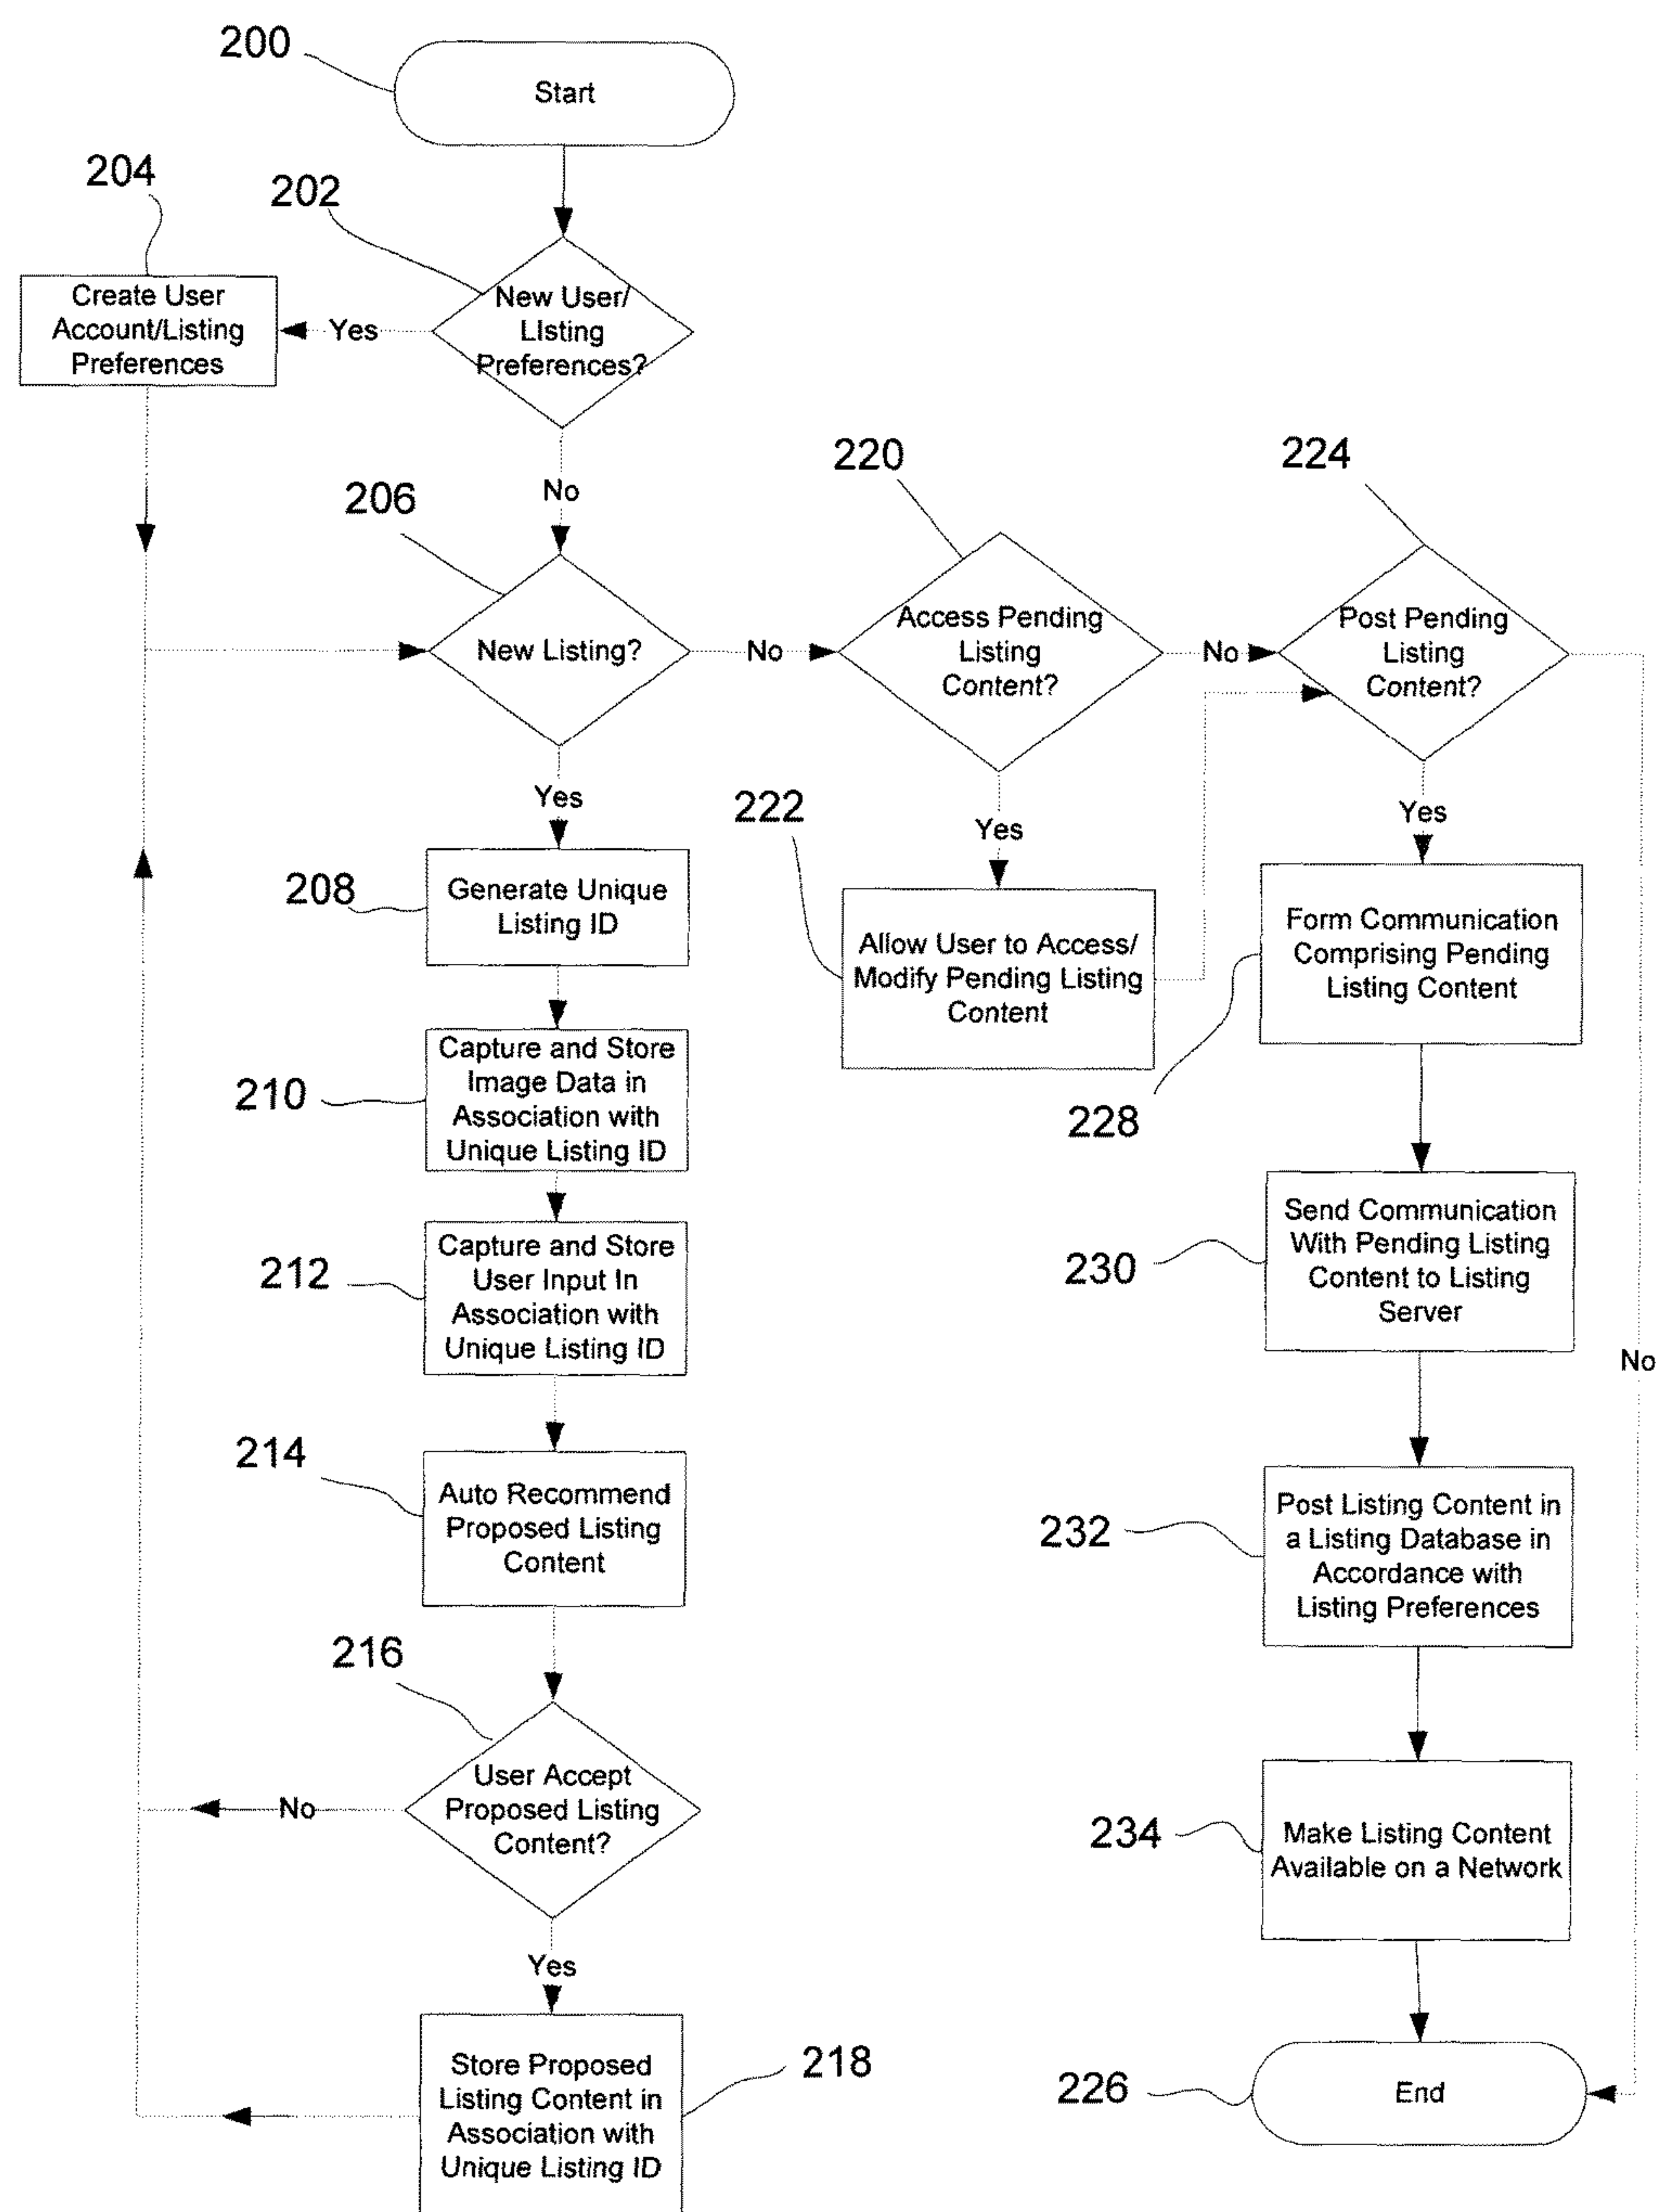 200
Start
204
202
Create User
Account/Listing
Preferences
Yes
New User/
LIsting
Preferences?
No
206
220
224
New Listing?
No
Access Pending
Listing
Content?
No
Post Pending
Listing
Content?
Yes
Yes
Yes
222
208
Generate Unique
Listing ID
Allow User to Access/
Modify Pending Listing
Content
Form Communication
Comprising Pending
Listing Content
228
210
Capture and Store
Image Data in
Association with
Unique Listing ID
212
Capture and Store
User Input In
Association with
Unique Listing ID
230
Send Communication
With Pending Listing
Content to Listing
Server
No
214
Auto Recommend
Proposed Listing
Content
232
Post Listing Content in
a Listing Database in
Accordance with
Listing Preferences
216
User Accept
Proposed Listing
Content?
No
Yes
234
Make Listing Content
Available on a Network
218
Store Proposed
Listing Content in
Association with
Unique Listing ID
226
End